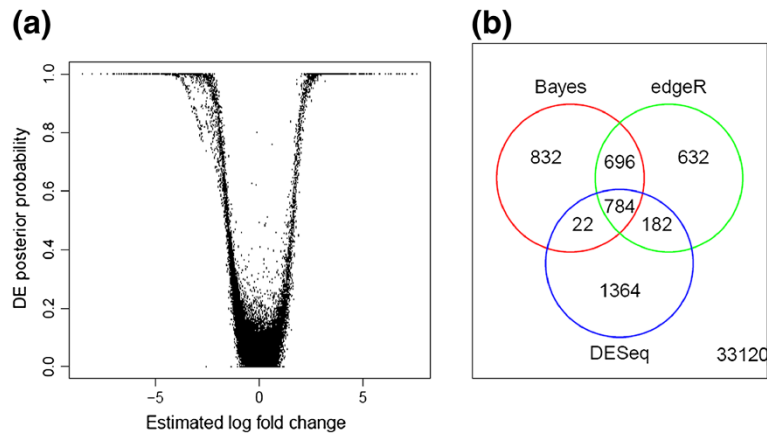 (a)
1.0
0.8
0.6
0.4
0.2
0.0
DE posterior probability
−5
0
5
Estimated log fold change
(b)
Bayes
edgeR
832
696
632
784
22
182
1364
DESeq
33120